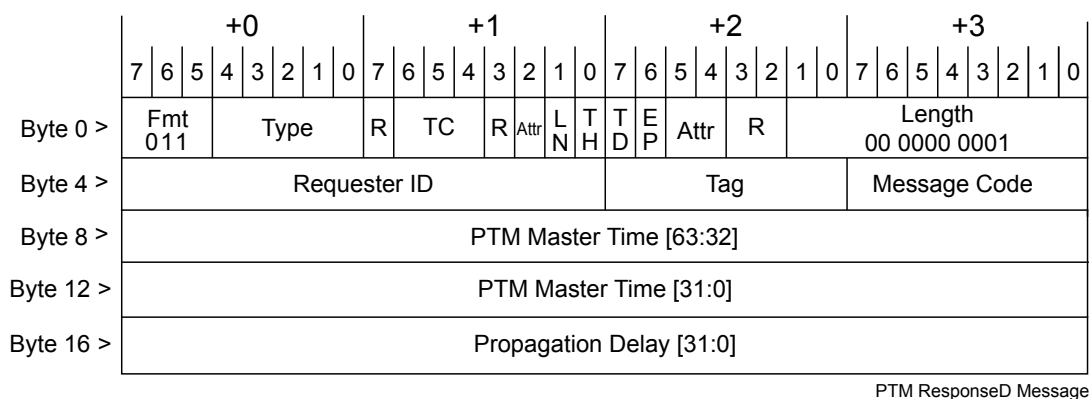 +0 +1 +2 +3
7 6 5 4 3 2 1 0 7 6 5 4 3 2 1 0 7 6 5 4 3 2 1 0 7 6 5 4 3 2 1 0
Byte 0 > Fmt 011 Type R TC R Attr LN TH TD EP Attr R Length 00 0000 0001
Byte 4 > Requester ID Tag Message Code
Byte 8 > PTM Master Time [63:32]
Byte 12 > PTM Master Time [31:0]
Byte 16 > Propagation Delay [31:0]
PTM ResponseD Message